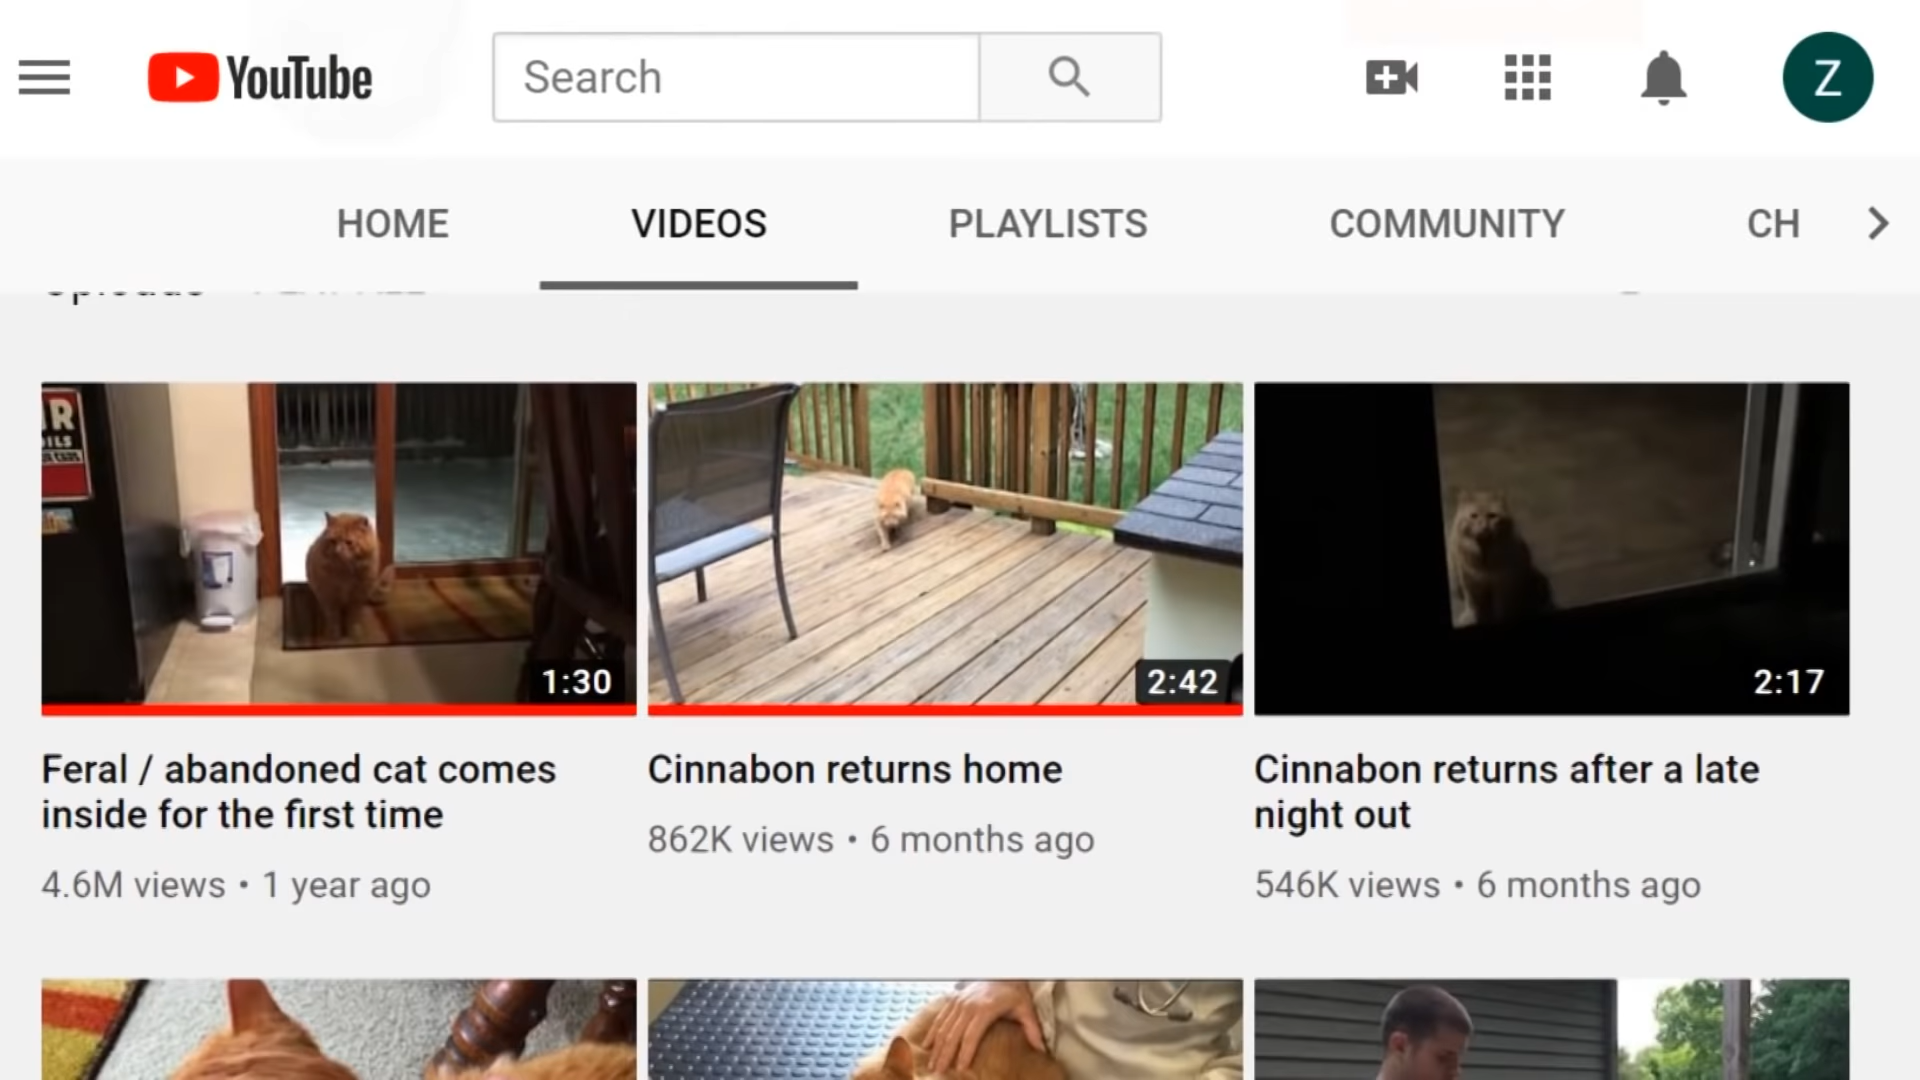 YouTube
Search
Z
HOME
VIDEOS
PLAYLISTS
COMMUNITY
CH
R
1:30
2:42
2:17
Feral / abandoned cat comes
inside for the first time
4.6M views • 1 year ago
Cinnabon returns home
862K views • 6 months ago
Cinnabon returns after a late
night out
546K views • 6 months ago